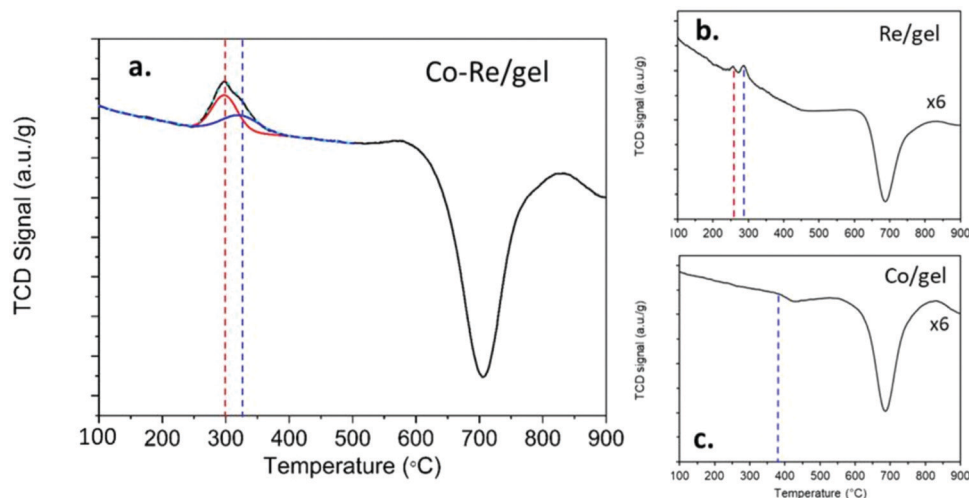 a.
Co-Re/gel
TCD Signal (a.u./g)
100 200 300 400 500 600 700 800 900
Temperature (°C)
b.
Re/gel
x6
TCD signal (a.u/g)
100 200 300 400 500 600 700 800 900
Co/gel
x6
TCD signal (a.u/g)
c.
100 200 300 400 500 600 700 800 900
Temperature (°C)